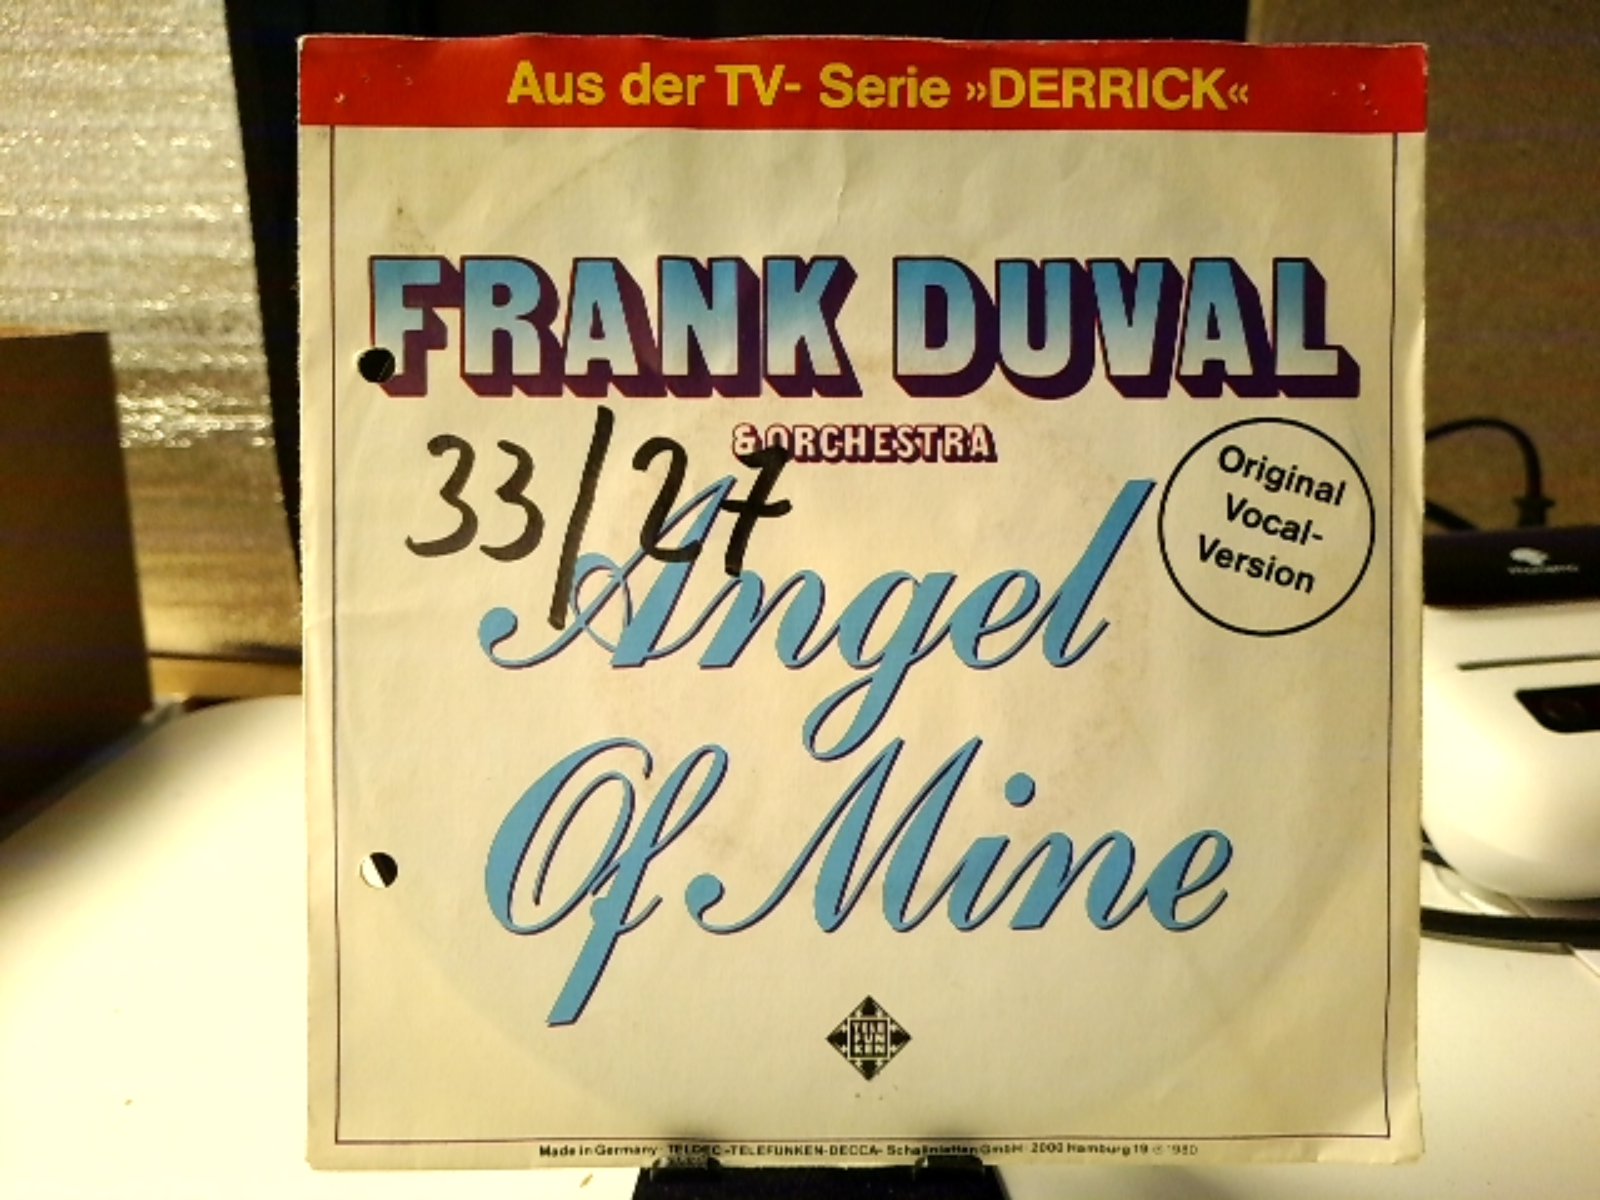 Aus der TV- Serie »DERRICK«
FRANK DUVAL
& ORCHESTRA
33/27
Original
Vocal-
Version
Angel
Of Mine
TELE
FUN
KEN
Made in Germany · TELDEC-TELEFUNKEN-DECCA- Schallplatten GmbH · 2000 Hamburg 19 ℗ 1980